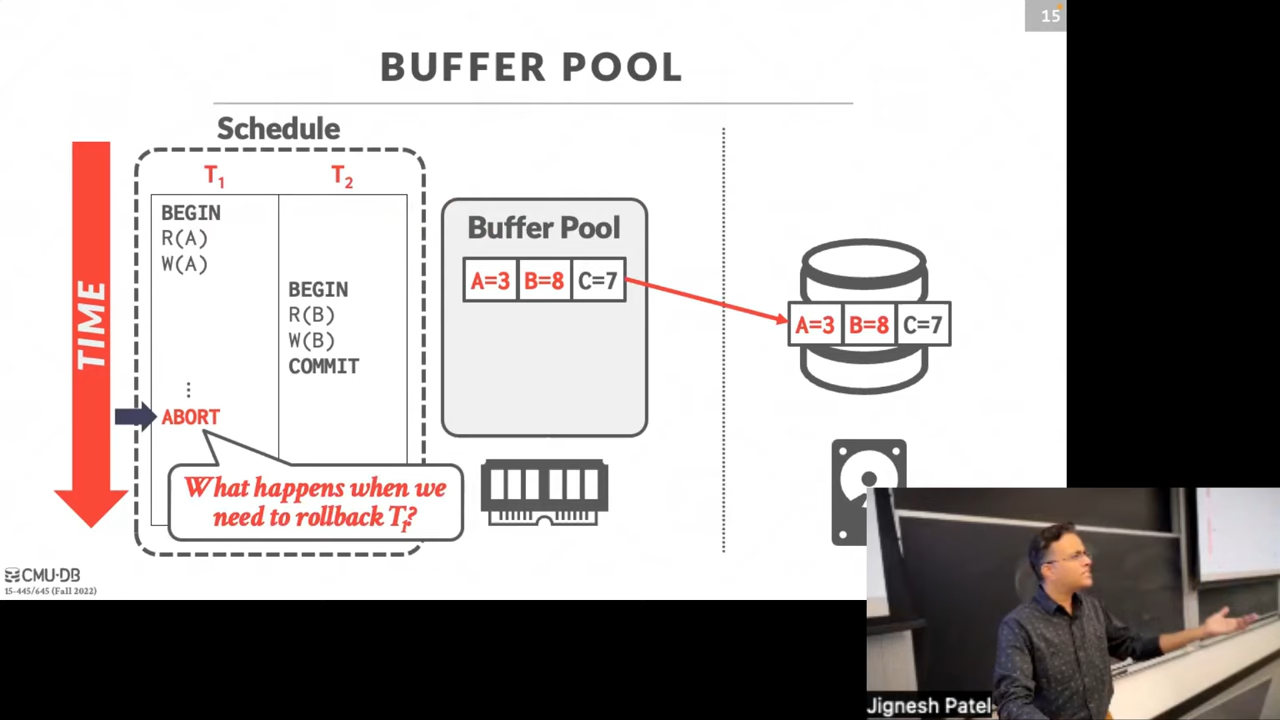 15
BUFFER POOL
Schedule
T1 T2
BEGIN
R(A)
W(A)
BEGIN
R(B)
W(B)
COMMIT
⋮
ABORT
TIME
What happens when we
need to rollback T1?
Buffer Pool
A=3 B=8 C=7
A=3 B=8 C=7
CMU-DB
15-445/645 (Fall 2022)
Jignesh Patel